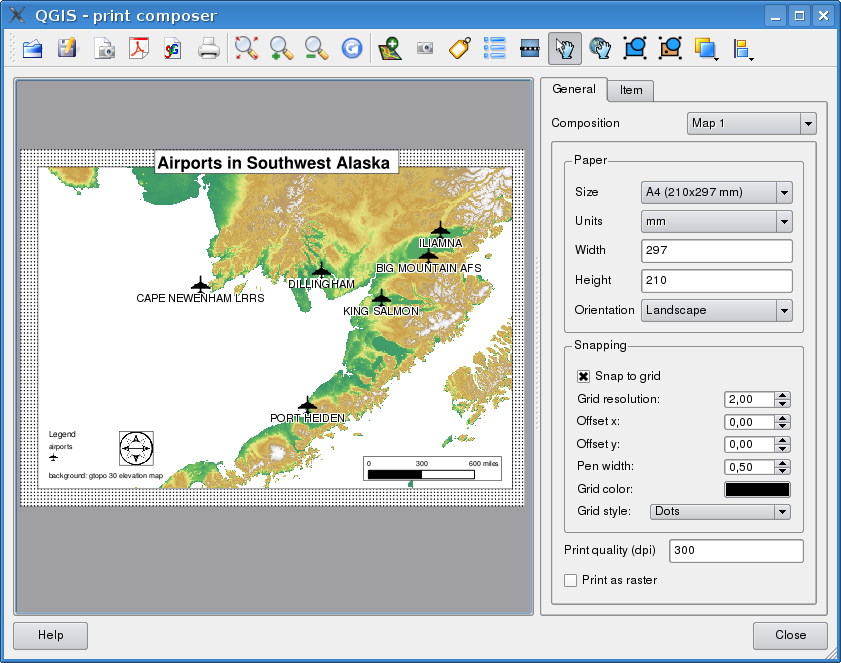 QGIS - print composer
General
Item
Composition
Map 1
Paper
Size
A4 (210x297 mm)
Units
mm
Width
297
Height
210
Orientation
Landscape
Snapping
Snap to grid
Grid resolution:
2,00
Offset x:
0,00
Offset y:
0,00
Pen width:
0,50
Grid color:
Grid style:
Dots
Print quality (dpi)
300
Print as raster
Airports in Southwest Alaska
ILIAMNA
BIG MOUNTAIN AFS
DILLINGHAM
CAPE NEWENHAM LRRS
KING SALMON
PORT HEIDEN
Legend
airports
background: gtopo 30 elevation map
0 300 600 miles
Help
Close